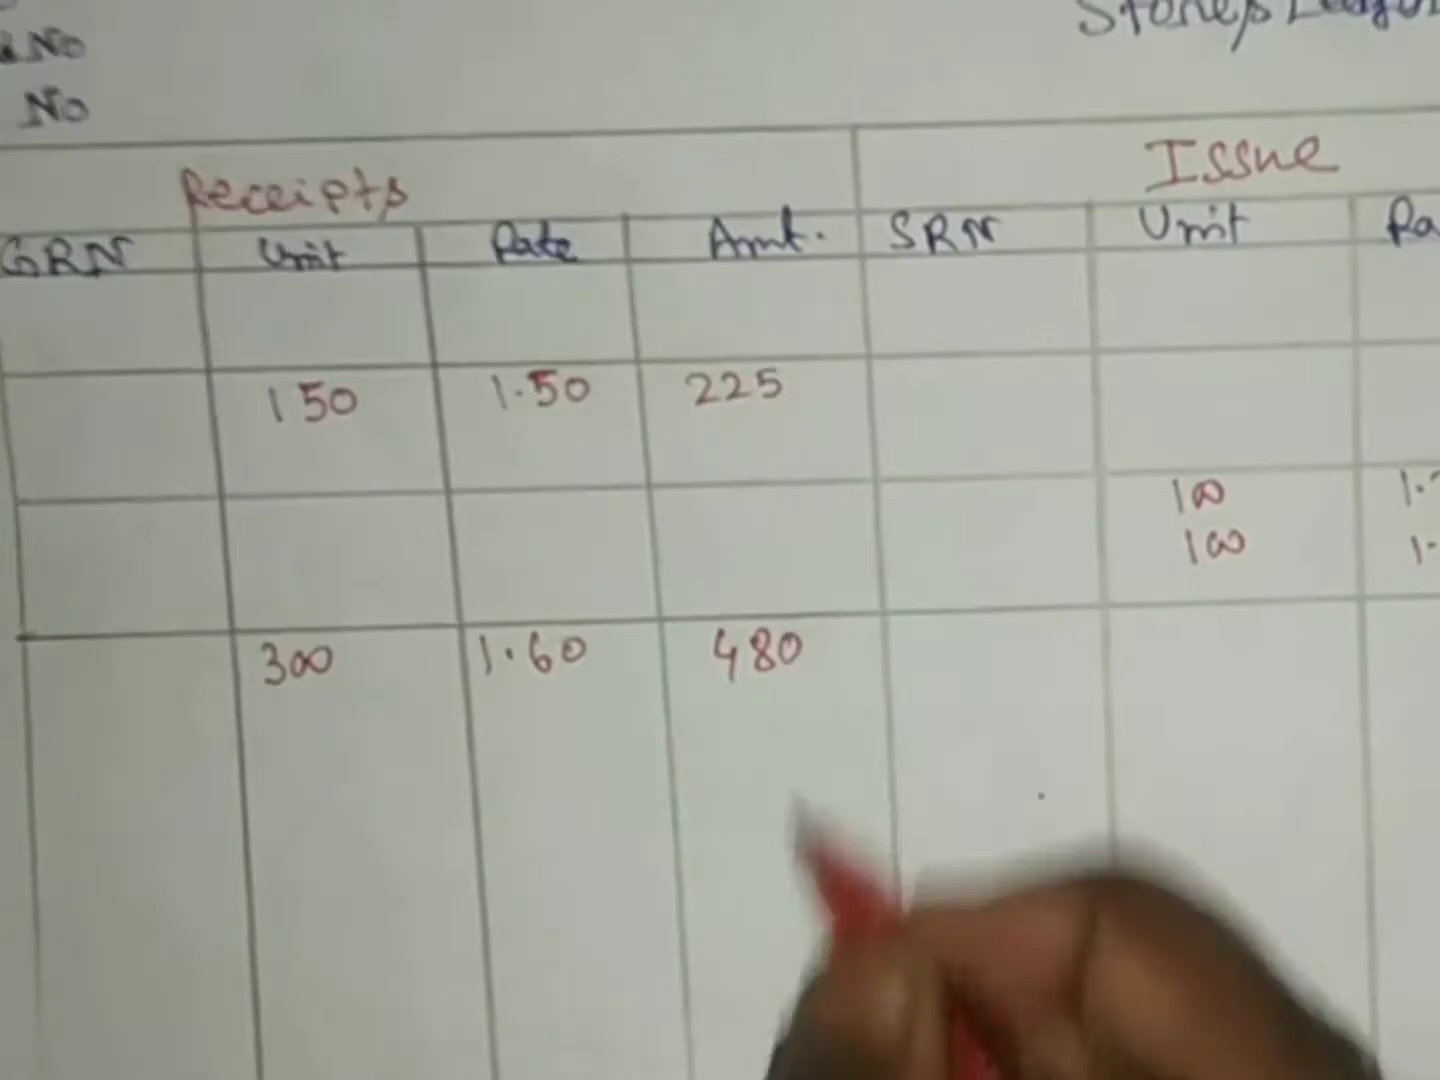 No
No
Receipts Issue
GRN Unit Rate Amt. SRN Unit
150 1.50 225
100
100
300 1.60 480